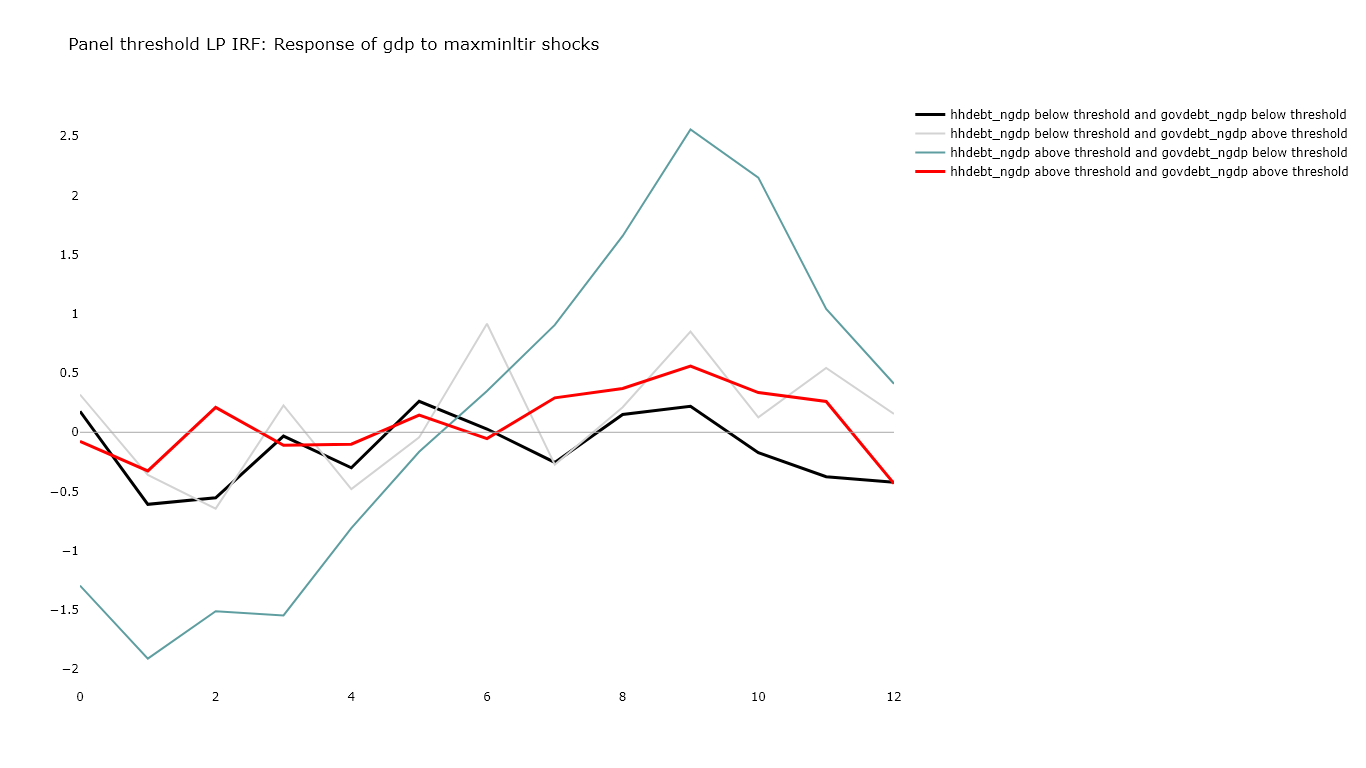 Panel threshold LP IRF: Response of gdp to maxminltir shocks
hhdebt_ngdp below threshold and govdebt_ngdp below threshold
hhdebt_ngdp below threshold and govdebt_ngdp above threshold
hhdebt_ngdp above threshold and govdebt_ngdp below threshold
hhdebt_ngdp above threshold and govdebt_ngdp above threshold
2.5
2
1.5
1
0.5
0
−0.5
−1
−1.5
−2
0 2 4 6 8 10 12